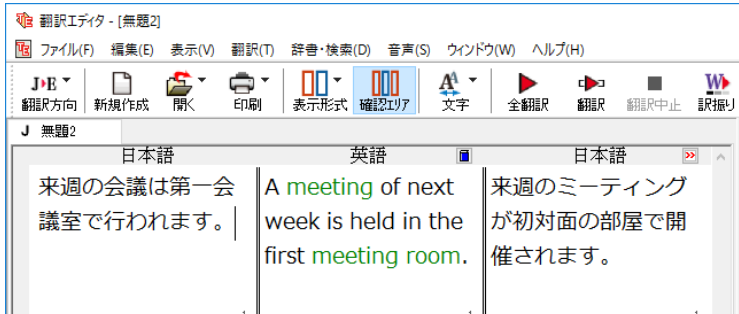 翻訳エディタ - [無題2]
ファイル(F) 編集(E) 表示(V) 翻訳(T) 辞書・検索(D) 音声(S) ウィンドウ(W) ヘルプ(H)
J▸E
翻訳方向 新規作成 開く 印刷 表示形式 確認エリア 文字 全翻訳 翻訳 翻訳中止 訳振り
J 無題2
日本語 英語 日本語
来週の会議は第一会
議室で行われます。
A meeting of next
week is held in the
first meeting room.
来週のミーティング
が初対面の部屋で開
催されます。